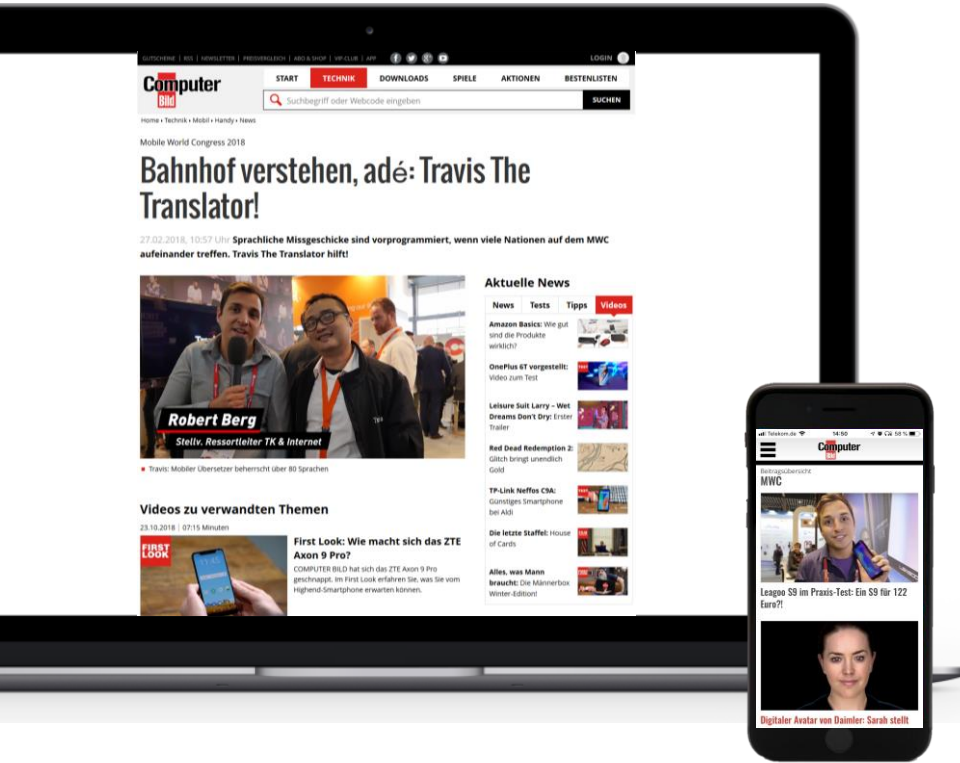 GUTSCHEINE | RSS | NEWSLETTER | PREISVERGLEICH | ABO & SHOP | VIP-CLUB | APP
LOGIN
Computer
Bild
START TECHNIK DOWNLOADS SPIELE AKTIONEN BESTENLISTEN
Suchbegriff oder Webcode eingeben
SUCHEN
Home • Technik • Mobil • Handy • News
Mobile World Congress 2018
Bahnhof verstehen, adé: Travis The
Translator!
27.02.2018, 10:57 Uhr Sprachliche Missgeschicke sind vorprogrammiert, wenn viele Nationen auf dem MWC
aufeinander treffen. Travis The Translator hilft!
Robert Berg
Stellv. Ressortleiter TK & Internet
Travis: Mobiler Übersetzer beherrscht über 80 Sprachen
Videos zu verwandten Themen
23.10.2018 | 07:15 Minuten
FIRST
LOOK
First Look: Wie macht sich das ZTE
Axon 9 Pro?
COMPUTER BILD hat sich das ZTE Axon 9 Pro
geschnappt. Im First Look erfahren Sie, was Sie vom
Highend-Smartphone erwarten können.
Aktuelle News
News Tests Tipps Videos
Amazon Basics: Wie gut
sind die Produkte
wirklich?
OnePlus 6T vorgestellt:
Video zum Test
Leisure Suit Larry – Wet
Dreams Don't Dry: Erster
Trailer
Red Dead Redemption 2:
Glitch bringt unendlich
Gold
TP-Link Neffos C9A:
Günstiges Smartphone
bei Aldi
Die letzte Staffel: House
of Cards
Alles, was Mann
braucht: Die Männerbox
Winter-Edition!
Telekom.de 14:50 58 %
Computer
Bild
Beitragsübersicht
MWC
Leagoo S9 im Praxis-Test: Ein S9 für 122
Euro?!
Digitaler Avatar von Daimler: Sarah stellt